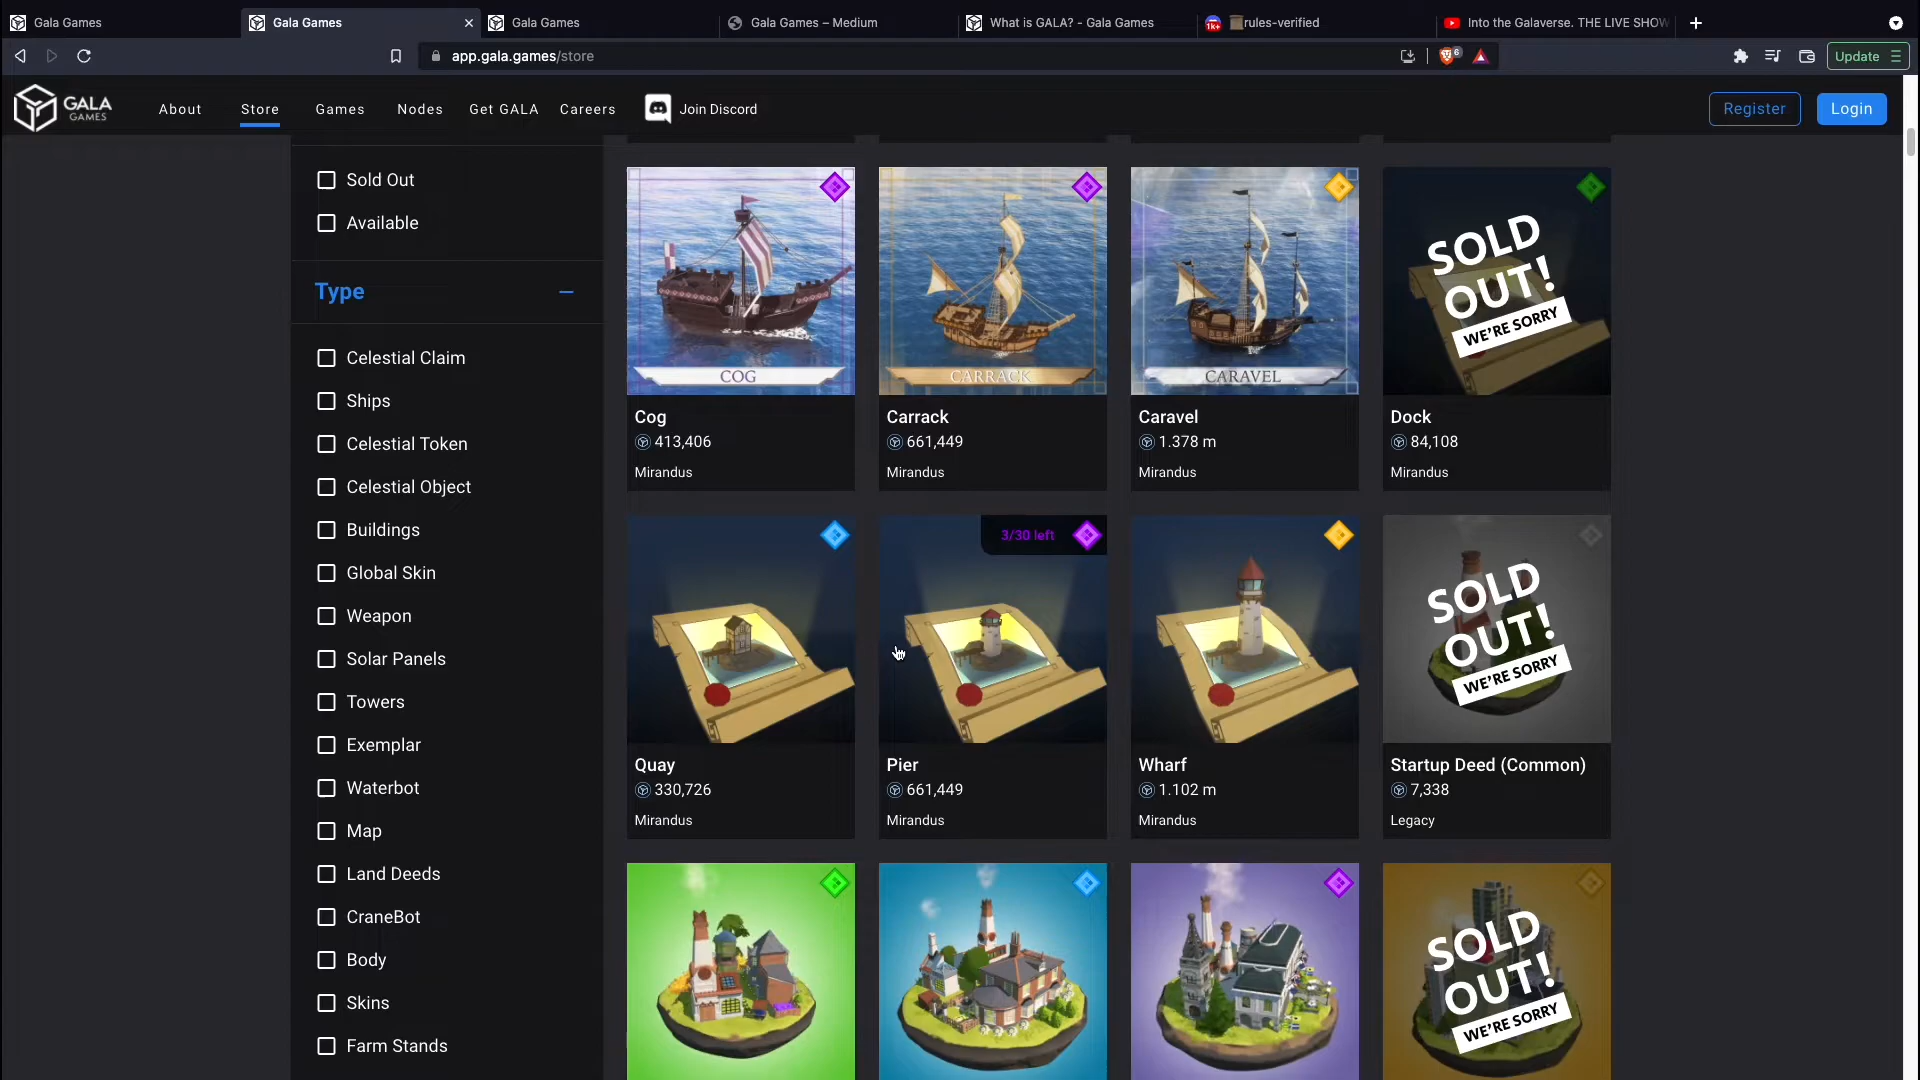 Gala Games
Gala Games
Gala Games
Gala Games – Medium
What is GALA? - Gala Games
1k+
rules-verified
Into the Galaverse. THE LIVE SHOW
app.gala.games/store
6
Update
GALA
GAMES
About
Store
Games
Nodes
Get GALA
Careers
Join Discord
Register
Login
Sold Out
Available
Type
Celestial Claim
Ships
Celestial Token
Celestial Object
Buildings
Global Skin
Weapon
Solar Panels
Towers
Exemplar
Waterbot
Map
Land Deeds
CraneBot
Body
Skins
Farm Stands
COG
Cog
413,406
Mirandus
CARRACK
Carrack
661,449
Mirandus
CARAVEL
Caravel
1.378 m
Mirandus
SOLD
OUT!
WE'RE SORRY
Dock
84,108
Mirandus
Quay
330,726
Mirandus
3/30 left
Pier
661,449
Mirandus
Wharf
1.102 m
Mirandus
SOLD
OUT!
WE'RE SORRY
Startup Deed (Common)
7,338
Legacy
SOLD
OUT!
WE'RE SORRY